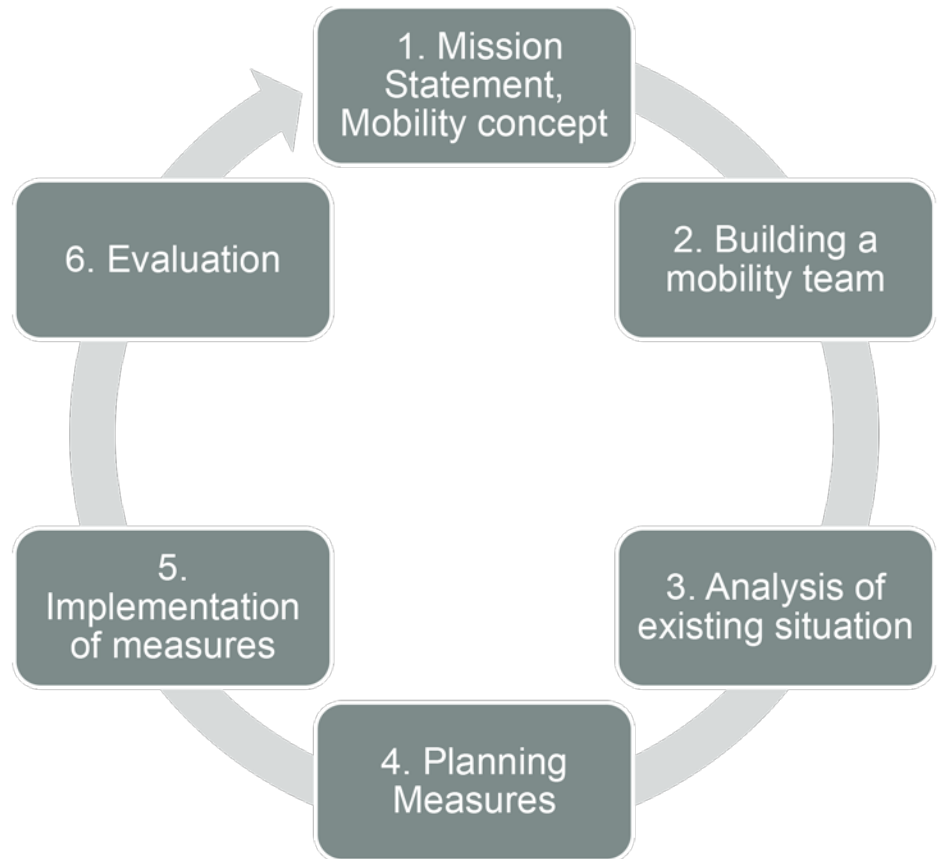 1. Mission
Statement,
Mobility concept
2. Building a
mobility team
3. Analysis of
existing situation
4. Planning
Measures
5.
Implementation
of measures
6. Evaluation